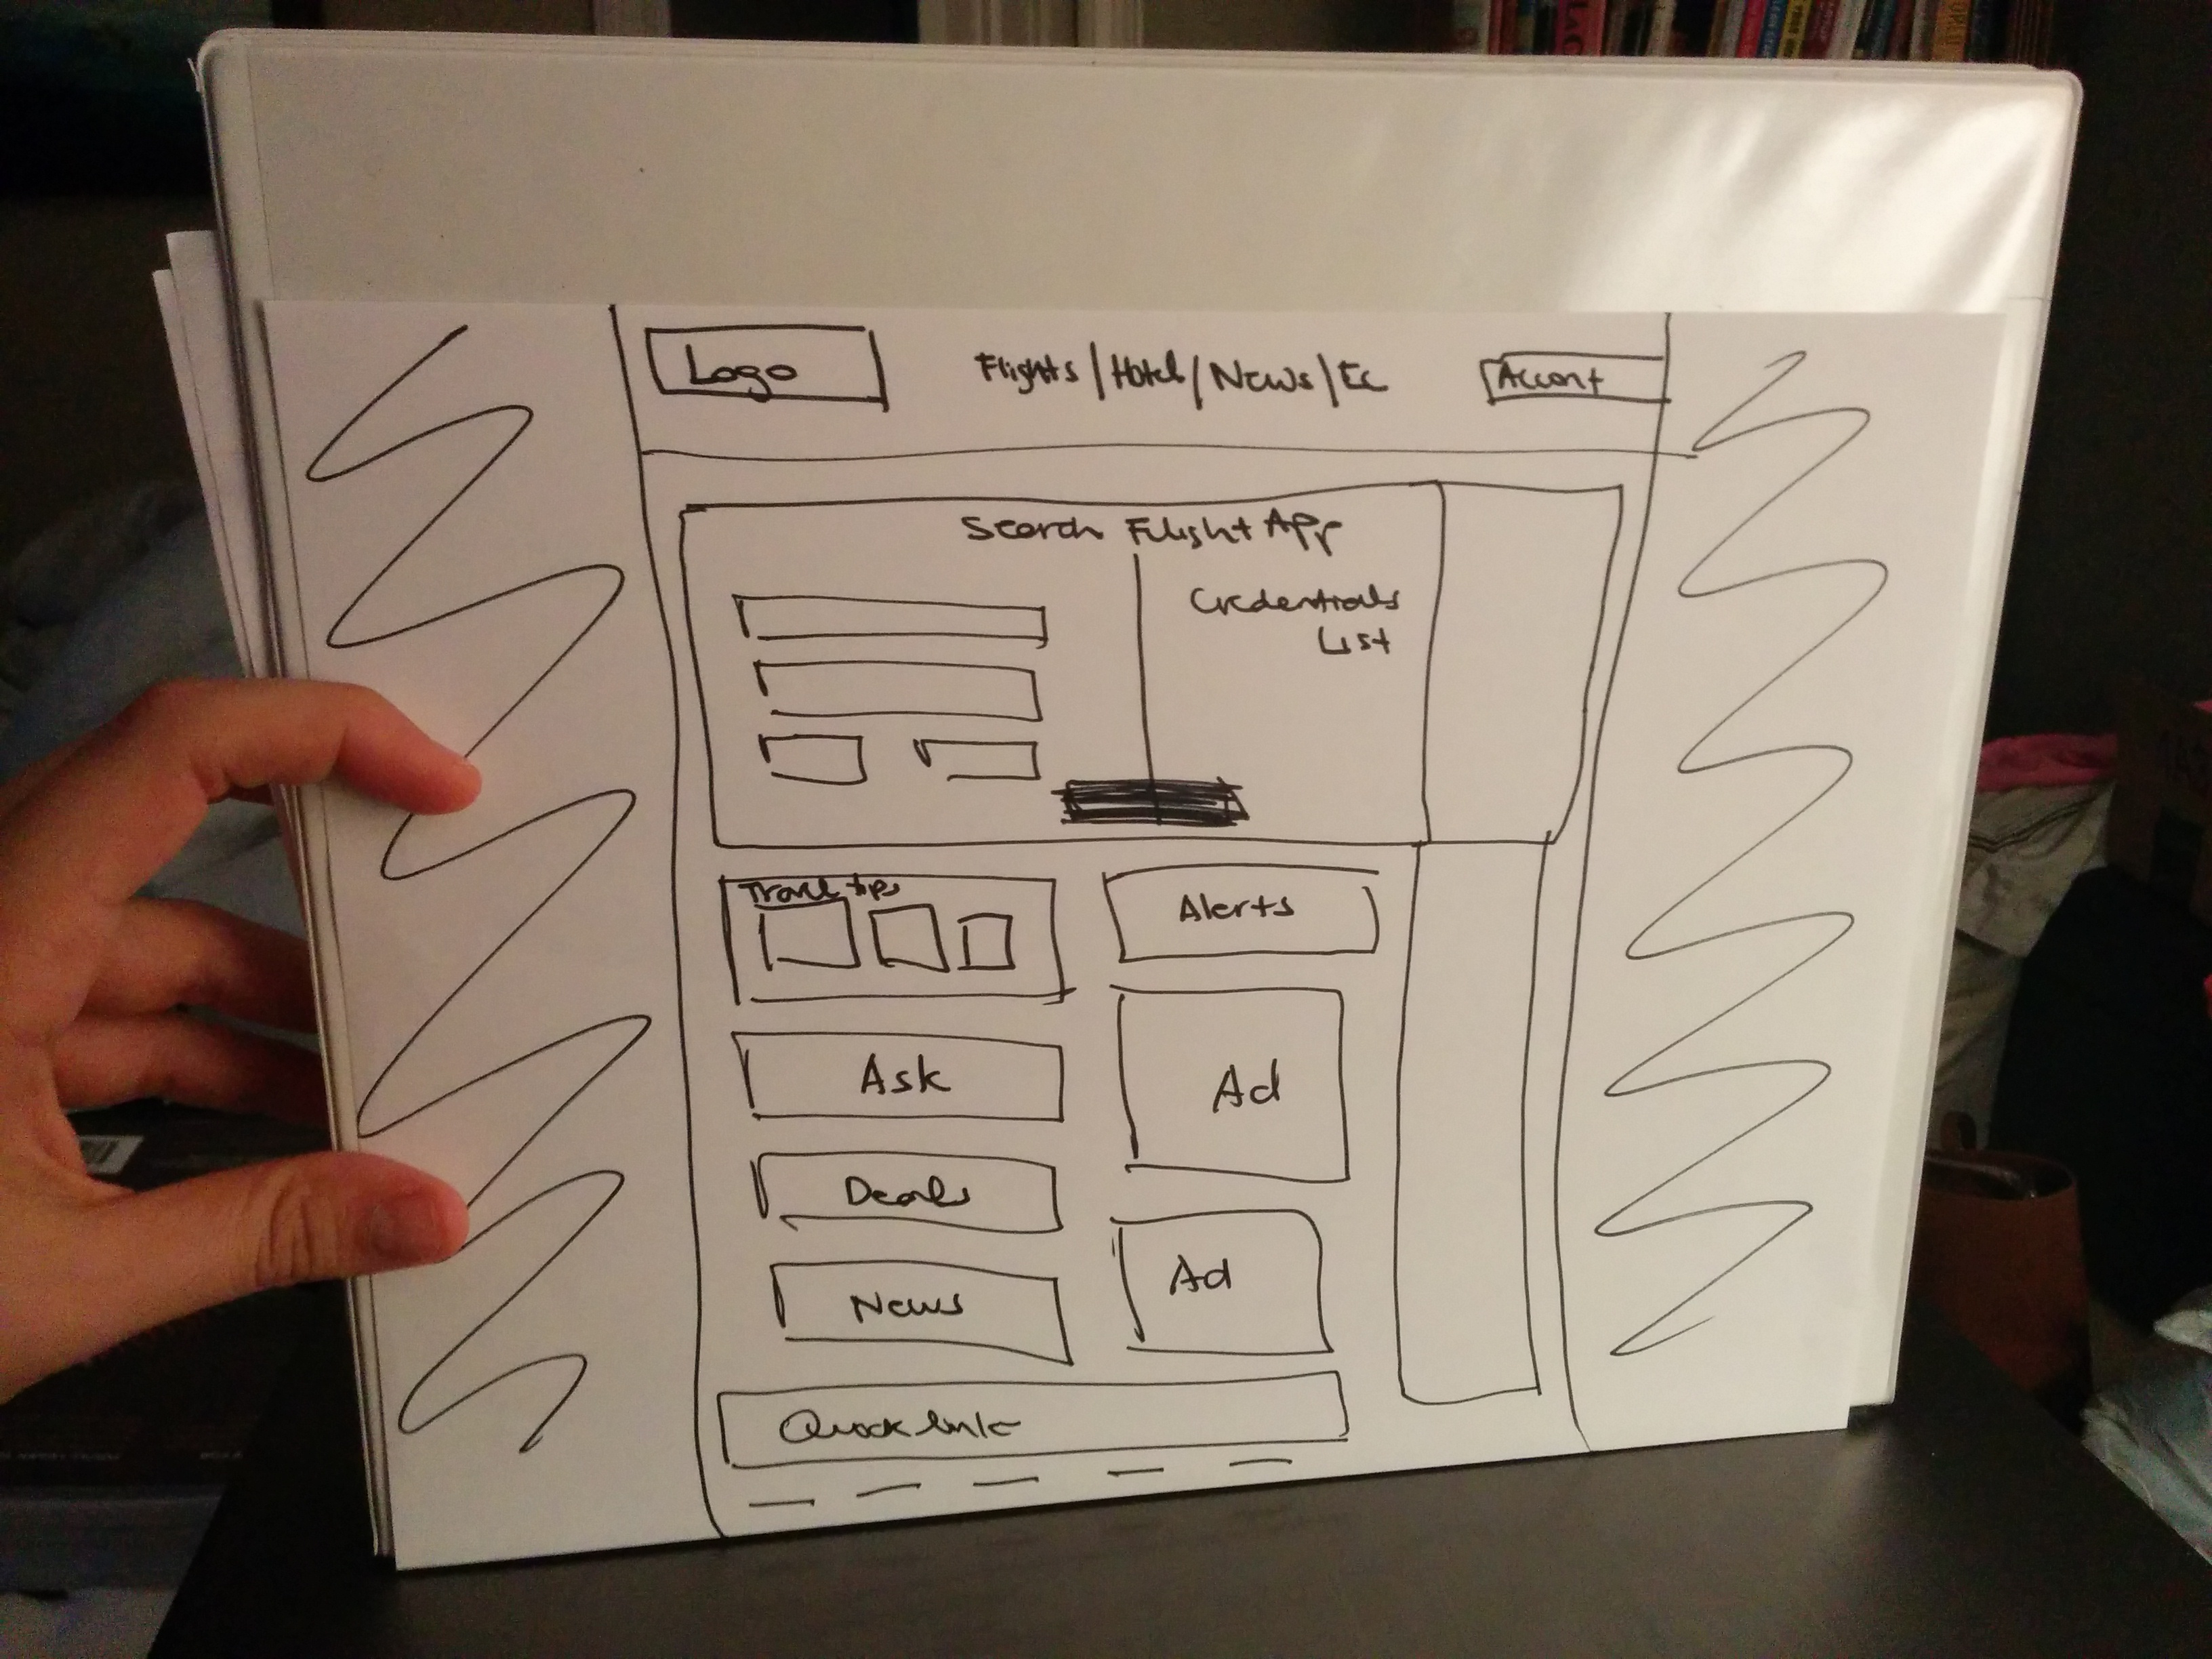 Logo
Flights / Hotel / News / Ec
Account
Search Flight App
Credentials
List
Travel tips
Alerts
Ask
Ad
Deals
Ad
News
Quick link